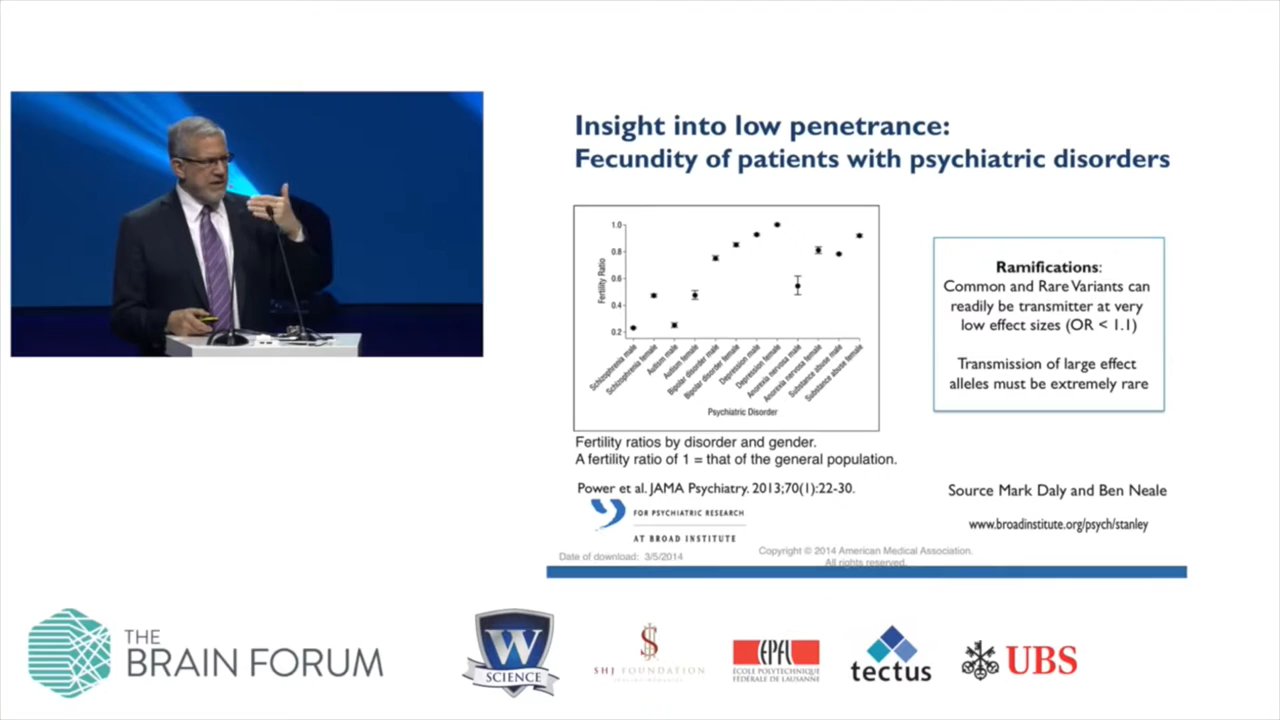 Insight into low penetrance:
Fecundity of patients with psychiatric disorders
1.0
0.8
0.6
0.4
0.2
Fertility Ratio
Schizophrenia male
Schizophrenia female
Autism male
Autism female
Bipolar disorder male
Bipolar disorder female
Depression male
Depression female
Anorexia nervosa male
Anorexia nervosa female
Substance abuse male
Substance abuse female
Psychiatric Disorder
Fertility ratios by disorder and gender.
A fertility ratio of 1 = that of the general population.
Power et al. JAMA Psychiatry. 2013;70(1):22-30.
FOR PSYCHIATRIC RESEARCH
AT BROAD INSTITUTE
Date of download: 3/5/2014
Copyright © 2014 American Medical Association.
All rights reserved.
Ramifications:
Common and Rare Variants can
readily be transmitter at very
low effect sizes (OR < 1.1)
Transmission of large effect
alleles must be extremely rare
Source Mark Daly and Ben Neale
www.broadinstitute.org/psych/stanley
THE
BRAIN FORUM
W
SCIENCE
SHJ FOUNDATION
EPFL
ÉCOLE POLYTECHNIQUE
FÉDÉRALE DE LAUSANNE
tectus
UBS